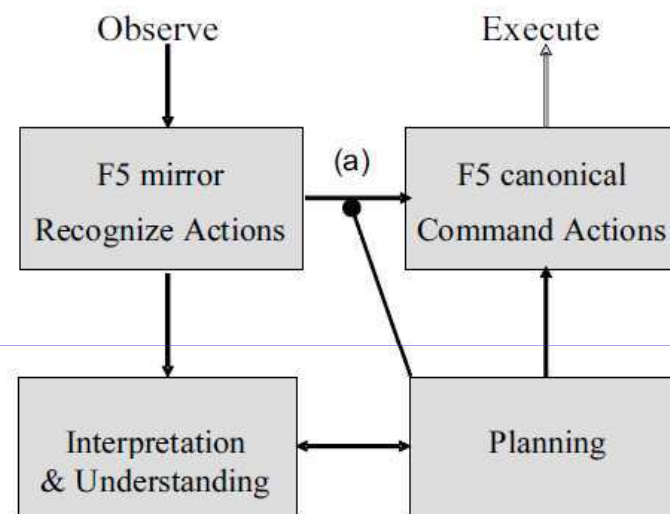 Observe
Execute
F5 mirror
Recognize Actions
(a)
F5 canonical
Command Actions
Interpretation
& Understanding
Planning